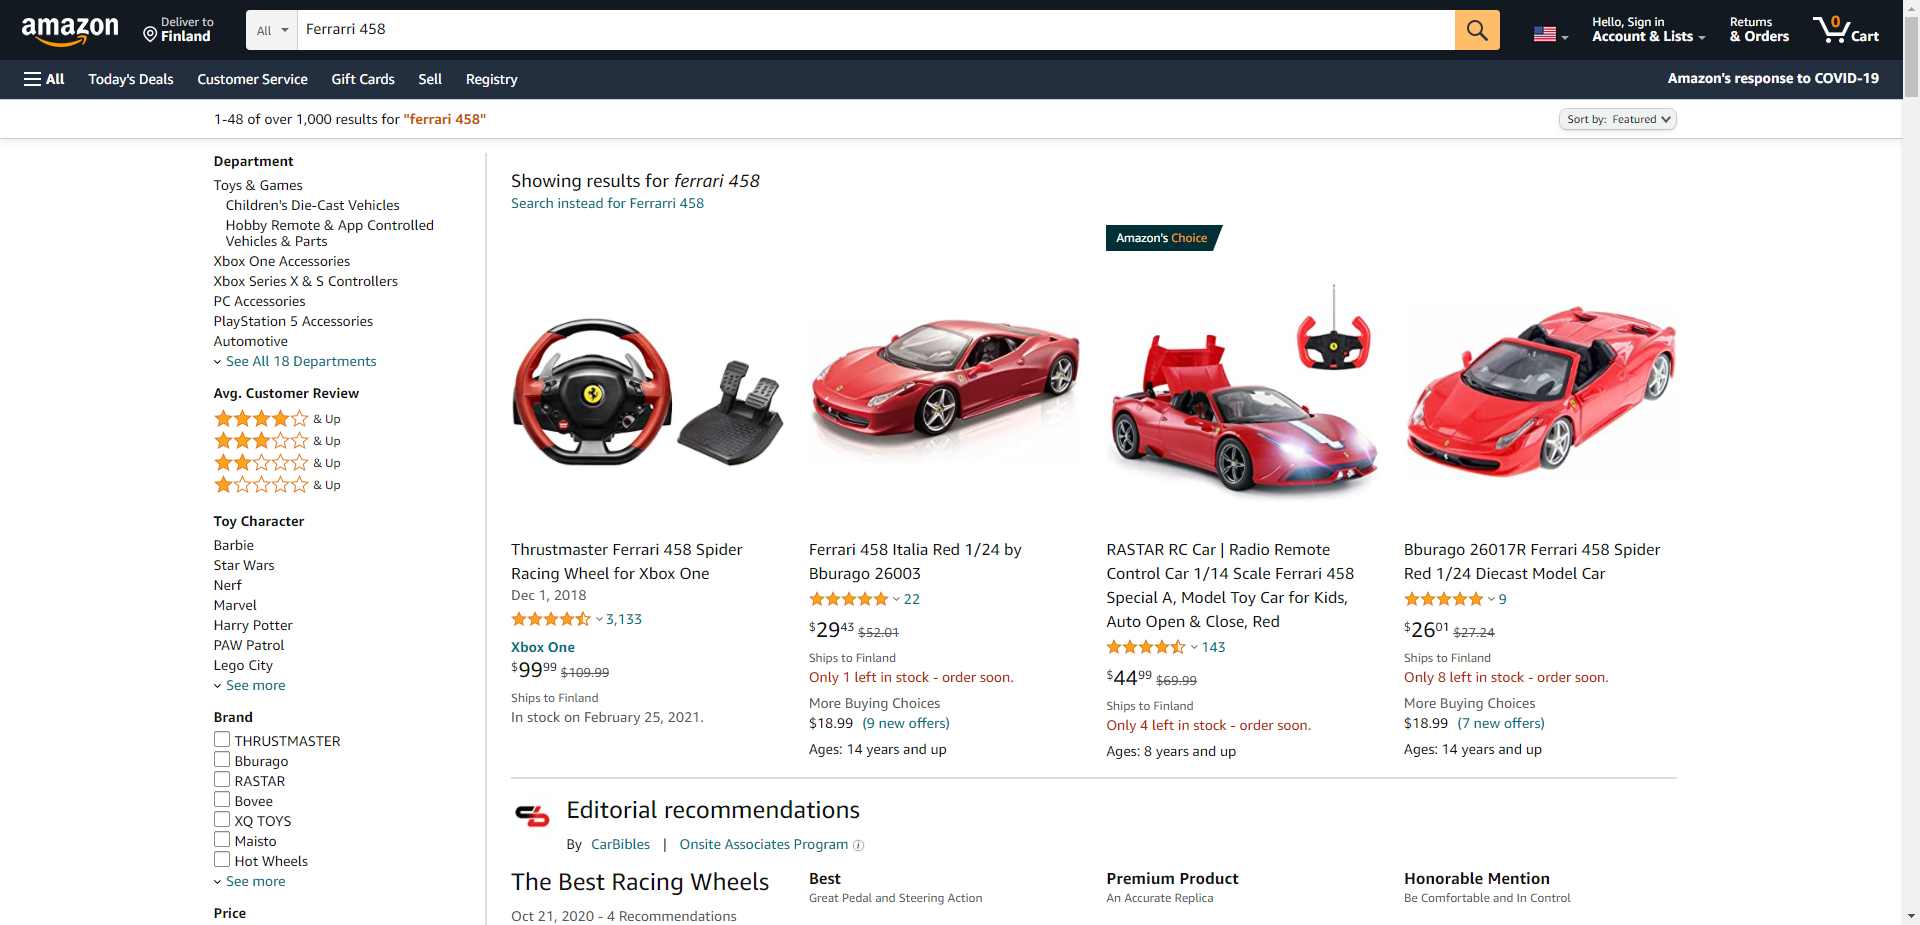 amazon
Deliver to
Finland
All
Ferrarri 458
Hello, Sign in
Account & Lists
Returns
& Orders
0
Cart
All
Today's Deals
Customer Service
Gift Cards
Sell
Registry
Amazon's response to COVID-19
1-48 of over 1,000 results for "ferrari 458"
Sort by: Featured
Department
Toys & Games
Children's Die-Cast Vehicles
Hobby Remote & App Controlled
Vehicles & Parts
Xbox One Accessories
Xbox Series X & S Controllers
PC Accessories
PlayStation 5 Accessories
Automotive
See All 18 Departments
Avg. Customer Review
& Up
& Up
& Up
& Up
Toy Character
Barbie
Star Wars
Nerf
Marvel
Harry Potter
PAW Patrol
Lego City
See more
Brand
THRUSTMASTER
Bburago
RASTAR
Bovee
XQ TOYS
Maisto
Hot Wheels
See more
Price
Showing results for ferrari 458
Search instead for Ferrarri 458
Thrustmaster Ferrari 458 Spider
Racing Wheel for Xbox One
Dec 1, 2018
3,133
Xbox One
$99.99 $109.99
Ships to Finland
In stock on February 25, 2021.
Ferrari 458 Italia Red 1/24 by
Bburago 26003
22
$29.43 $52.01
Ships to Finland
Only 1 left in stock - order soon.
More Buying Choices
$18.99 (9 new offers)
Ages: 14 years and up
Amazon's Choice
RASTAR RC Car | Radio Remote
Control Car 1/14 Scale Ferrari 458
Special A, Model Toy Car for Kids,
Auto Open & Close, Red
143
$44.99 $69.99
Ships to Finland
Only 4 left in stock - order soon.
Ages: 8 years and up
Bburago 26017R Ferrari 458 Spider
Red 1/24 Diecast Model Car
9
$26.01 $27.24
Ships to Finland
Only 8 left in stock - order soon.
More Buying Choices
$18.99 (7 new offers)
Ages: 14 years and up
Editorial recommendations
By CarBibles | Onsite Associates Program
The Best Racing Wheels
Oct 21, 2020 - 4 Recommendations
Best
Great Pedal and Steering Action
Premium Product
An Accurate Replica
Honorable Mention
Be Comfortable and In Control